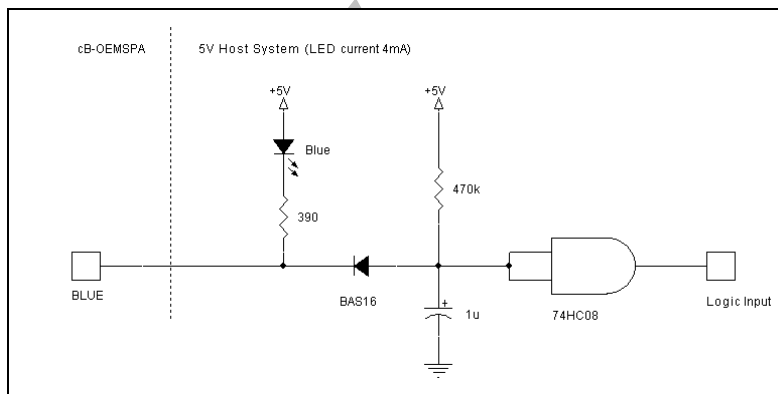 cB-OEMSPA
5V Host System (LED current 4mA)
+5V
+5V
Blue
470k
390
BLUE
BAS16
+
1u
74HC08
Logic Input